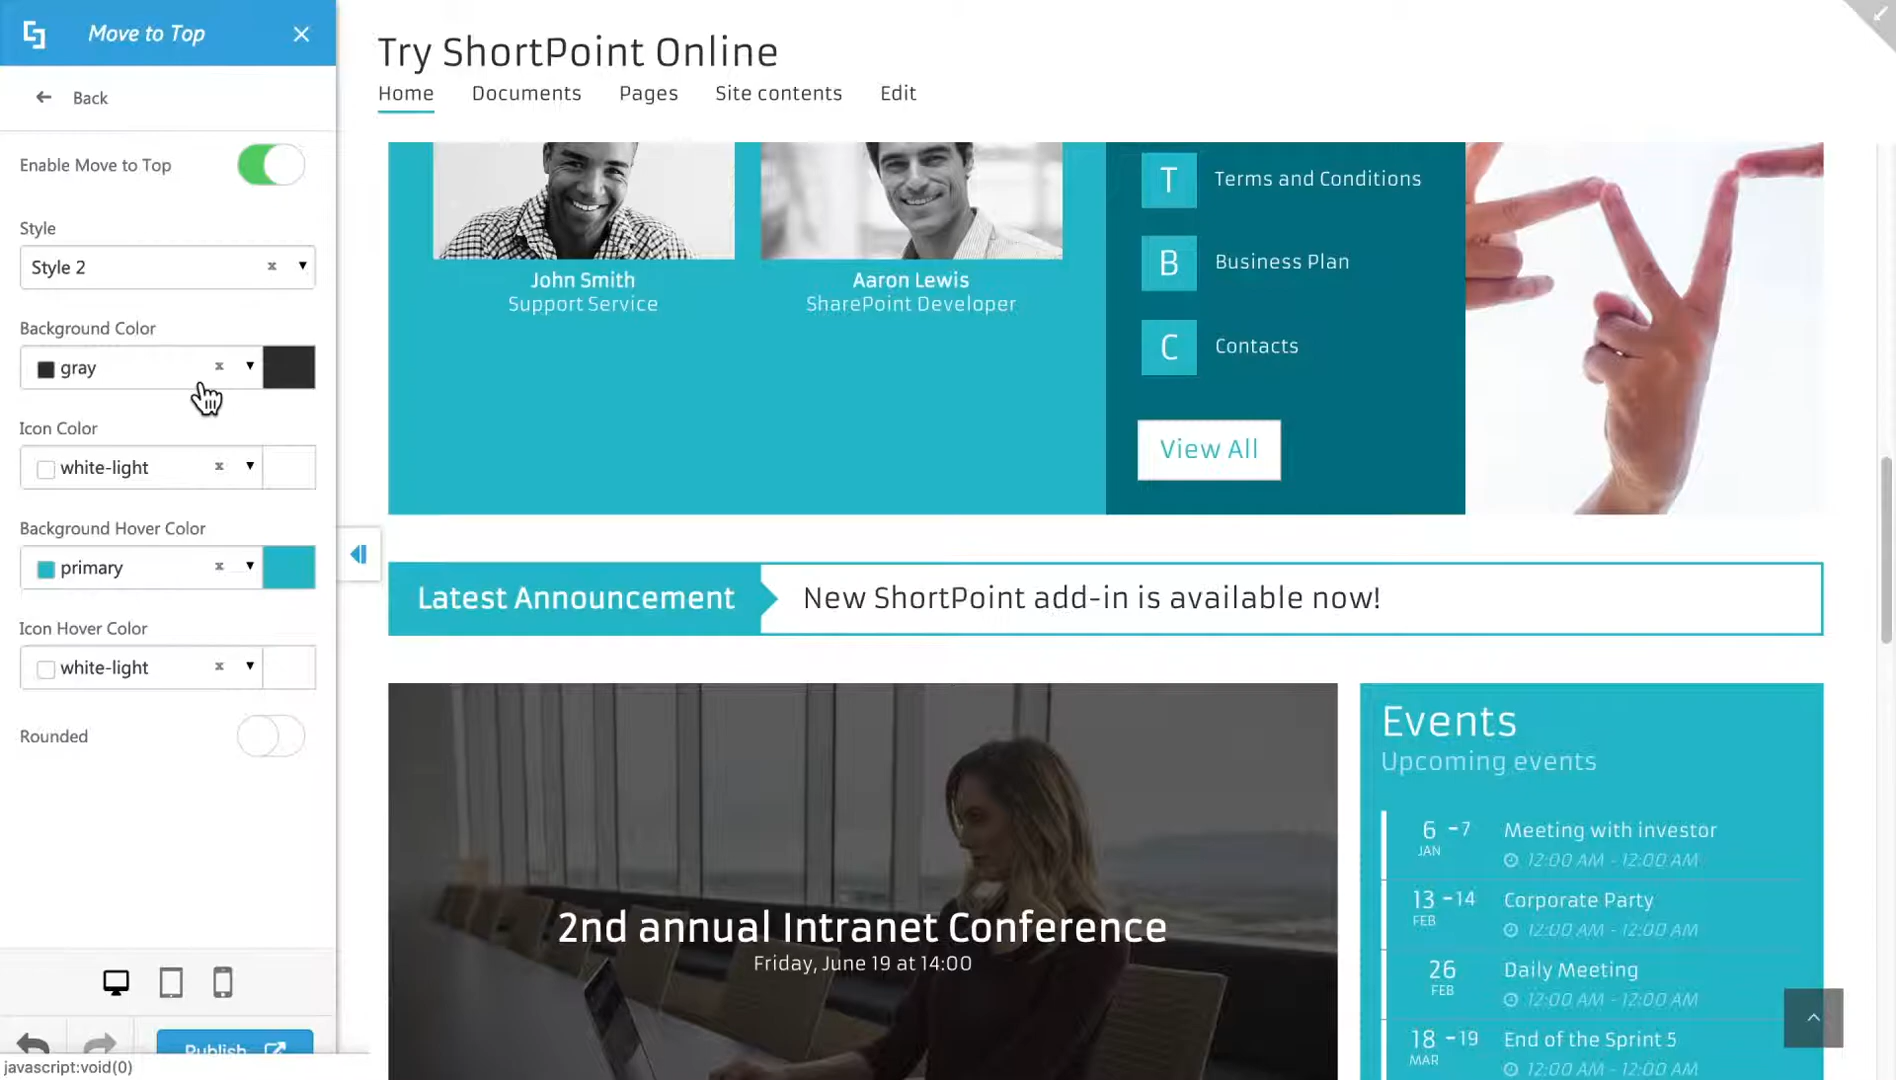 Move to Top
Back
Enable Move to Top
Style
Style 2
Background Color
gray
Icon Color
white-light
Background Hover Color
primary
Icon Hover Color
white-light
Rounded
Publish
javascript:void(0)
Try ShortPoint Online
Home Documents Pages Site contents Edit
John Smith
Support Service
Aaron Lewis
SharePoint Developer
T Terms and Conditions
B Business Plan
C Contacts
View All
Latest Announcement New ShortPoint add-in is available now!
2nd annual Intranet Conference
Friday, June 19 at 14:00
Events
Upcoming events
6 -7 Meeting with investor
JAN 12:00 AM - 12:00 AM
13 -14 Corporate Party
FEB 12:00 AM - 12:00 AM
26 Daily Meeting
FEB 12:00 AM - 12:00 AM
18 -19 End of the Sprint 5
MAR 12:00 AM - 12:00 AM